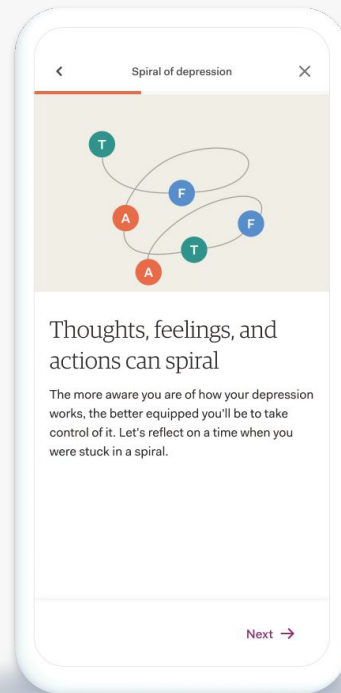 Spiral of depression
T
F
A
F
T
A
Thoughts, feelings, and
actions can spiral
The more aware you are of how your depression
works, the better equipped you'll be to take
control of it. Let's reflect on a time when you
were stuck in a spiral.
Next